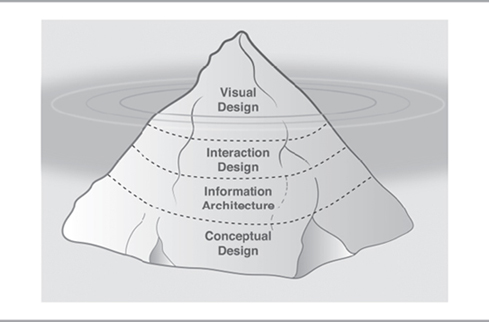 Visual
Design
Interaction
Design
Information
Architecture
Conceptual
Design